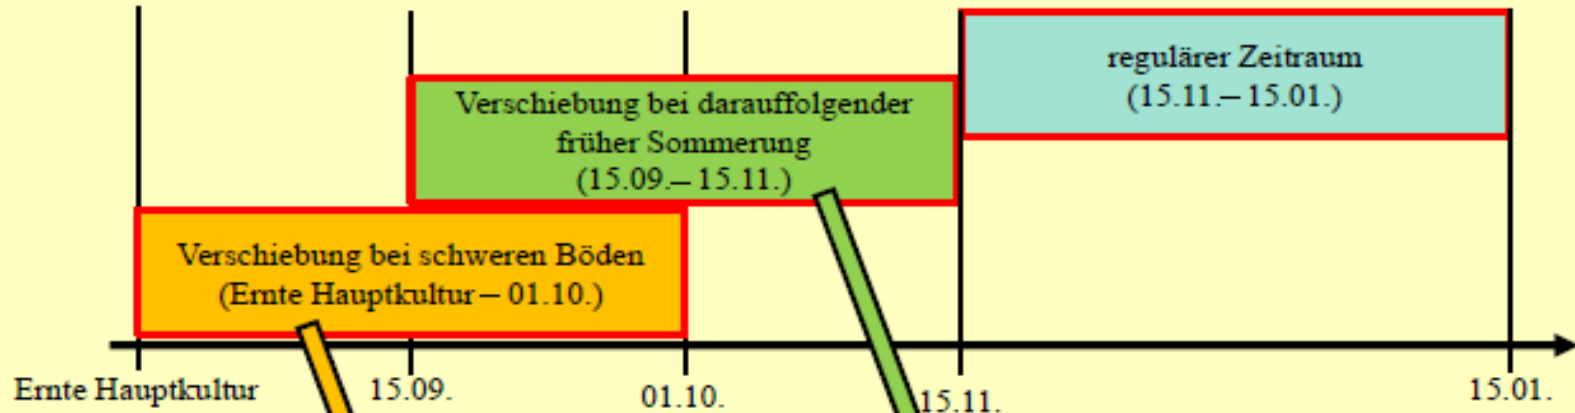 regulärer Zeitraum
(15.11.– 15.01.)
Verschiebung bei darauffolgender
früher Sommerung
(15.09.– 15.11.)
Verschiebung bei schweren Böden
(Ernte Hauptkultur – 01.10.)
Ernte Hauptkultur
15.09.
01.10.
15.11.
15.01.